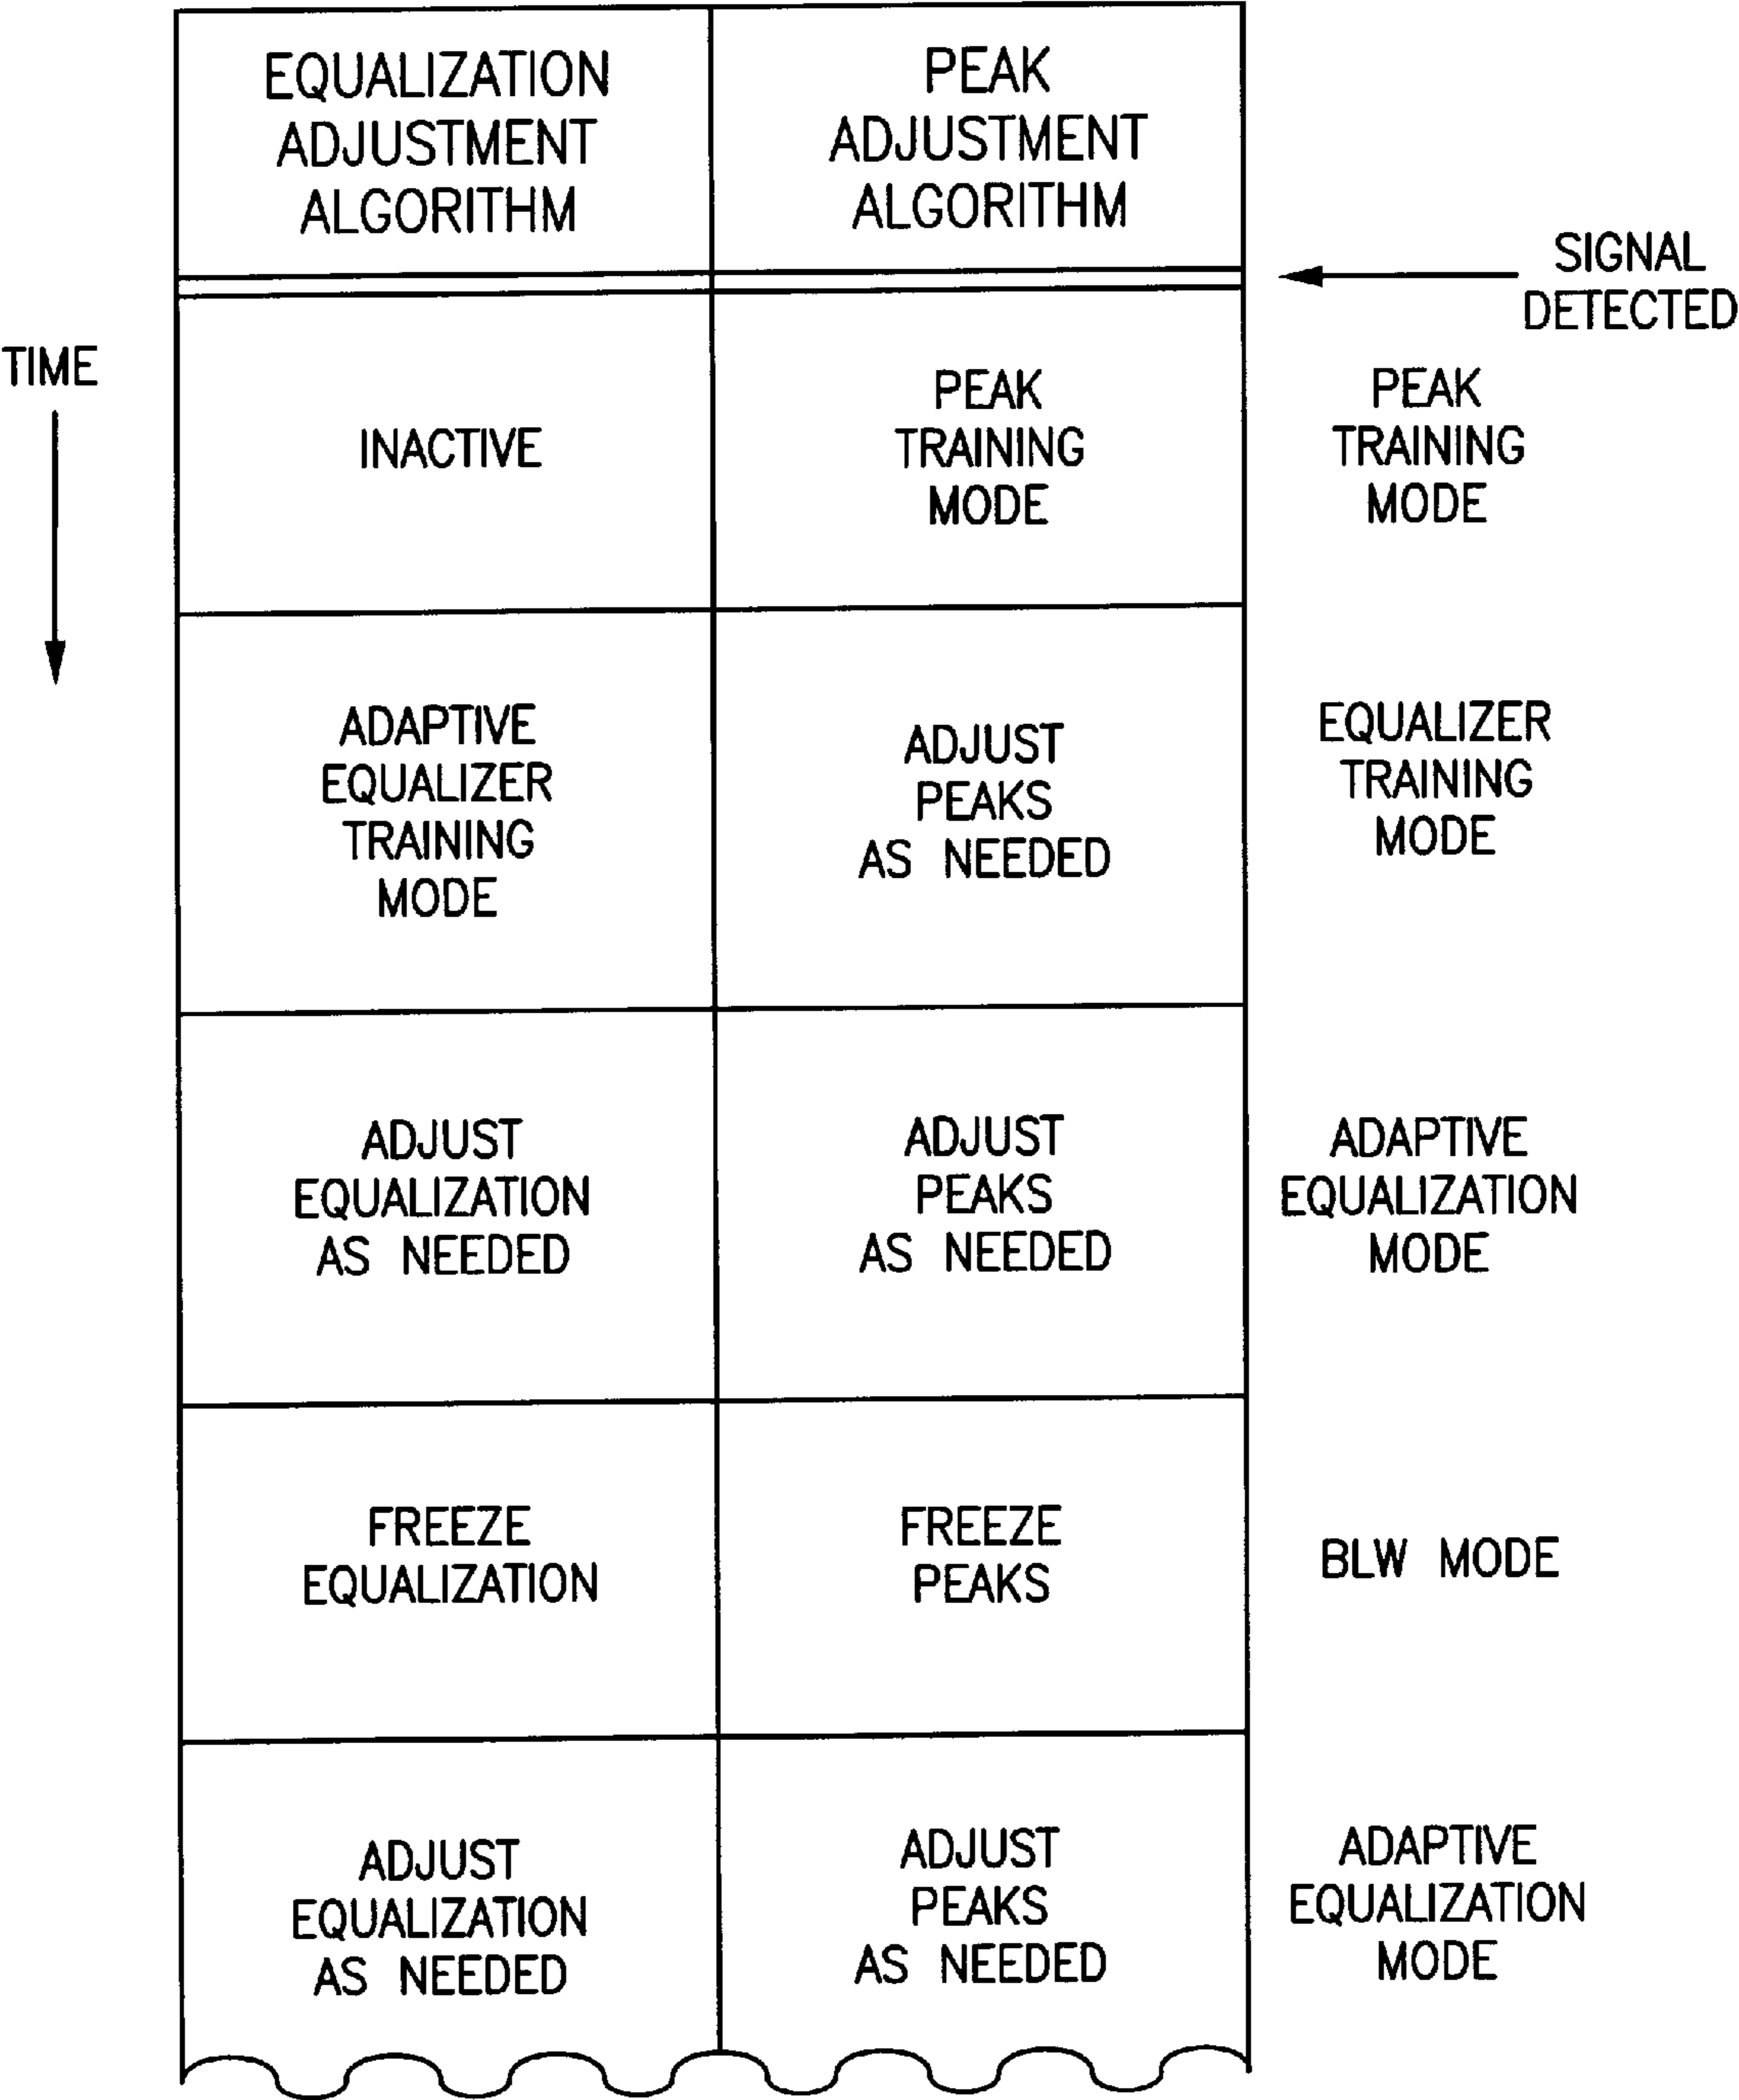 EQUALIZATION
ADJUSTMENT
ALGORITHM
PEAK
ADJUSTMENT
ALGORITHM
SIGNAL
DETECTED
TIME
INACTIVE
PEAK
TRAINING
MODE
PEAK
TRAINING
MODE
ADAPTIVE
EQUALIZER
TRAINING
MODE
ADJUST
PEAKS
AS NEEDED
EQUALIZER
TRAINING
MODE
ADJUST
EQUALIZATION
AS NEEDED
ADJUST
PEAKS
AS NEEDED
ADAPTIVE
EQUALIZATION
MODE
FREEZE
EQUALIZATION
FREEZE
PEAKS
BLW MODE
ADJUST
EQUALIZATION
AS NEEDED
ADJUST
PEAKS
AS NEEDED
ADAPTIVE
EQUALIZATION
MODE